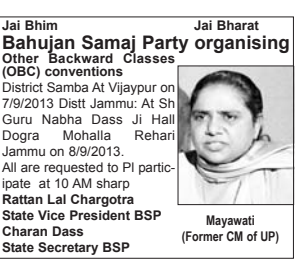 Jai Bhim Jai Bharat
Bahujan Samaj Party organising
Other Backward Classes
(OBC) conventions
District Samba At Vijaypur on
7/9/2013 Distt Jammu: At Sh
Guru Nabha Dass Ji Hall
Dogra Mohalla Rehari
Jammu on 8/9/2013.
All are requested to Pl partic-
ipate at 10 AM sharp
Rattan Lal Chargotra
State Vice President BSP
Charan Dass
State Secretary BSP
Mayawati
(Former CM of UP)